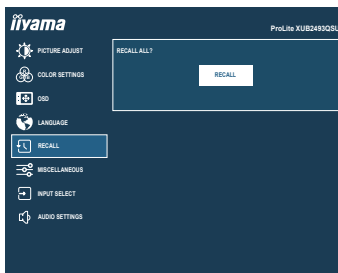 iiyama
ProLite XUB2493QSU
PICTURE ADJUST
RECALL ALL?
COLOR SETTINGS
RECALL
OSD
LANGUAGE
RECALL
MISCELLANEOUS
INPUT SELECT
AUDIO SETTINGS